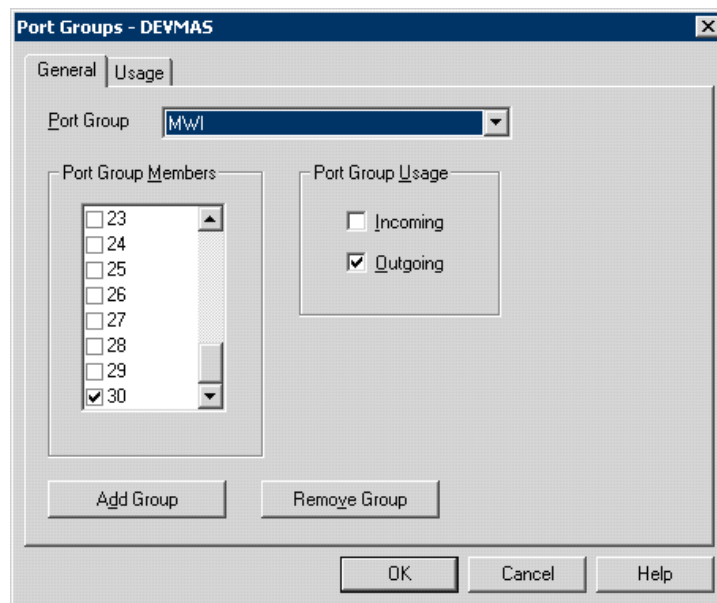 Port Groups - DEVMAS
General
Usage
Port Group
MWI
Port Group Members
Port Group Usage
23
24
25
26
27
28
29
30
Incoming
Outgoing
Add Group
Remove Group
OK
Cancel
Help